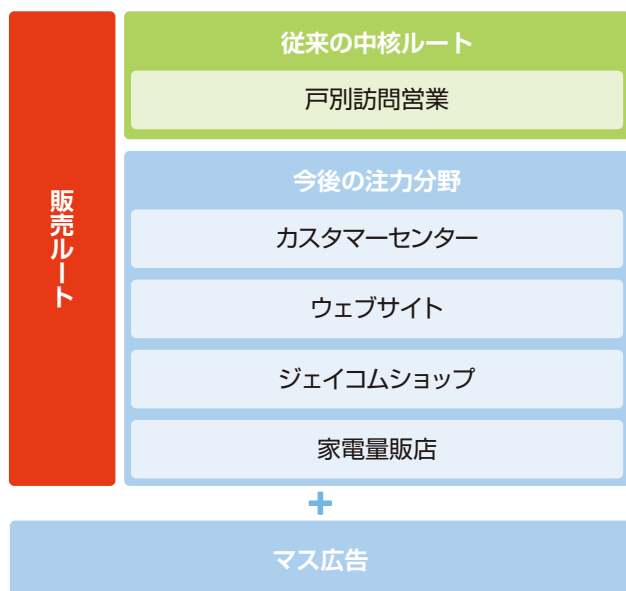 販売ルート
従来の中核ルート
戸別訪問営業
今後の注力分野
カスタマーセンター
ウェブサイト
ジェイコムショップ
家電量販店
+
マス広告